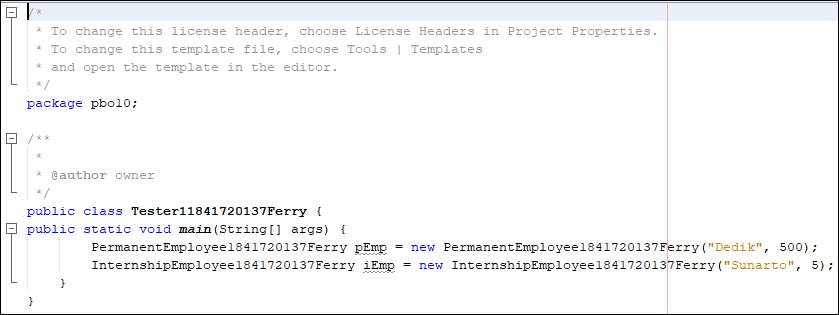 /*
 * To change this license header, choose License Headers in Project Properties.
 * To change this template file, choose Tools | Templates
 * and open the template in the editor.
 */
package pbo10;
/**
 *
 * @author owner
 */
public class Tester11841720137Ferry {
public static void main(String[] args) {
        PermanentEmployee1841720137Ferry pEmp = new PermanentEmployee1841720137Ferry("Dedik", 500);
        InternshipEmployee1841720137Ferry iEmp = new InternshipEmployee1841720137Ferry("Sunarto", 5);
    }
}